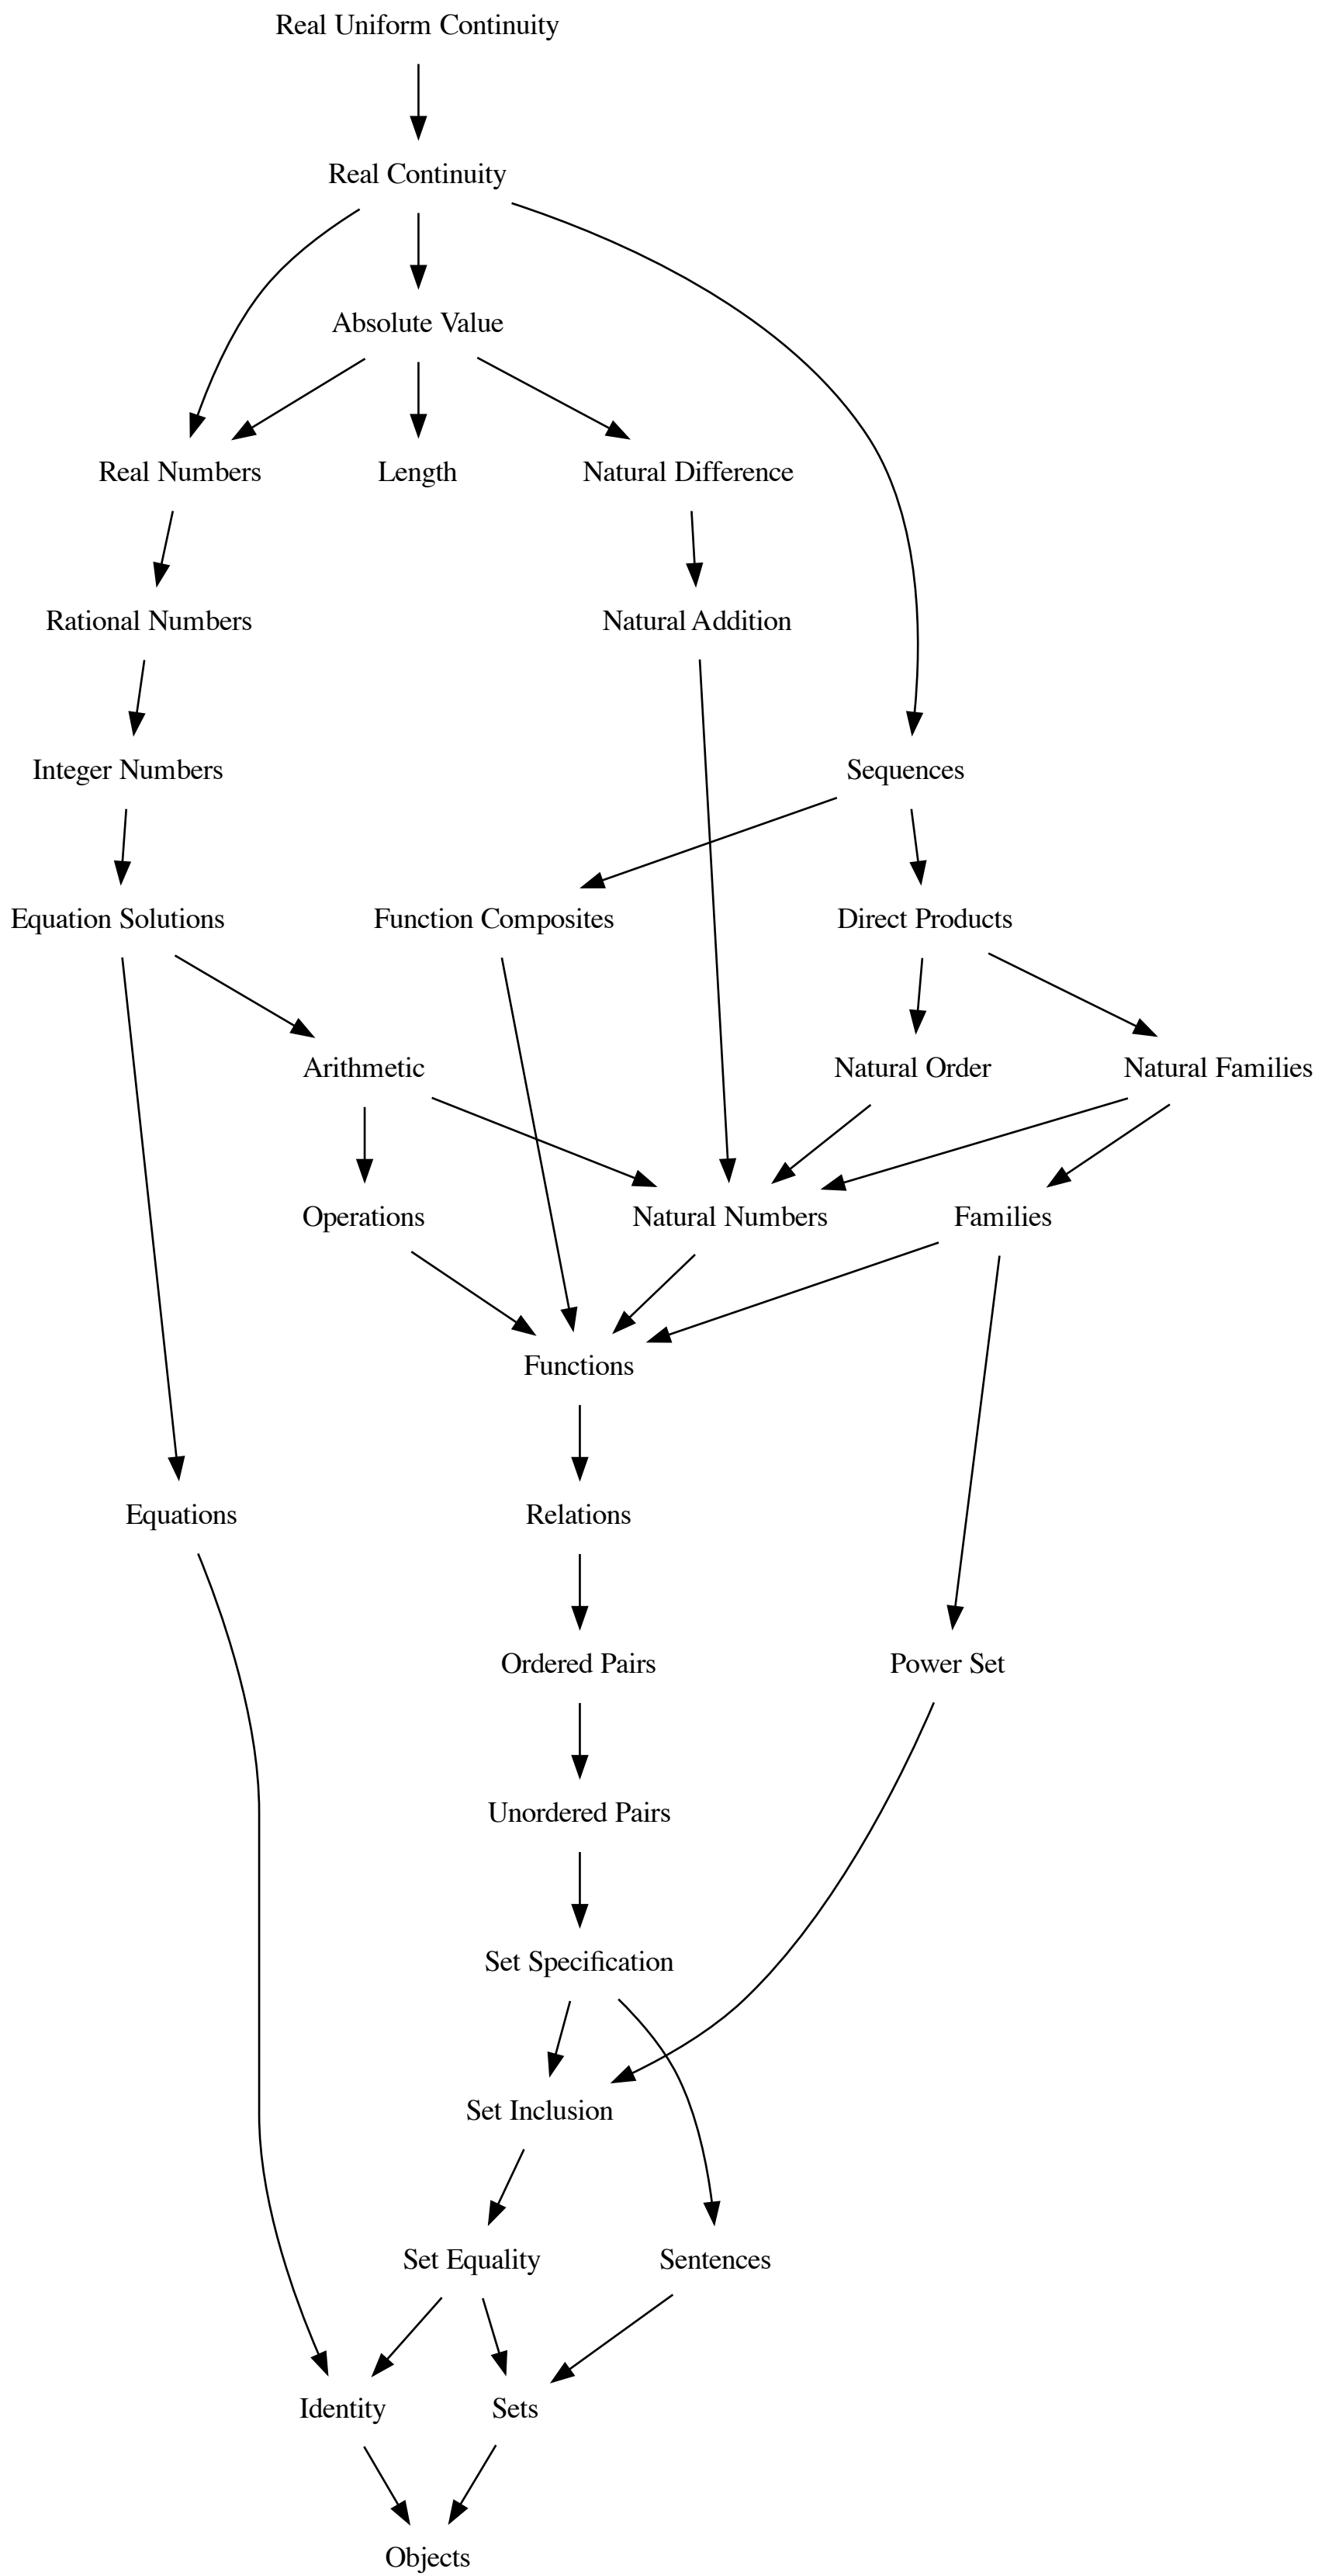 Real Uniform Continuity
Real Continuity
Absolute Value
Real Numbers
Length
Natural Difference
Rational Numbers
Natural Addition
Integer Numbers
Sequences
Equation Solutions
Function Composites
Direct Products
Arithmetic
Natural Order
Natural Families
Operations
Natural Numbers
Families
Functions
Equations
Relations
Ordered Pairs
Power Set
Unordered Pairs
Set Specification
Set Inclusion
Set Equality
Sentences
Identity
Sets
Objects